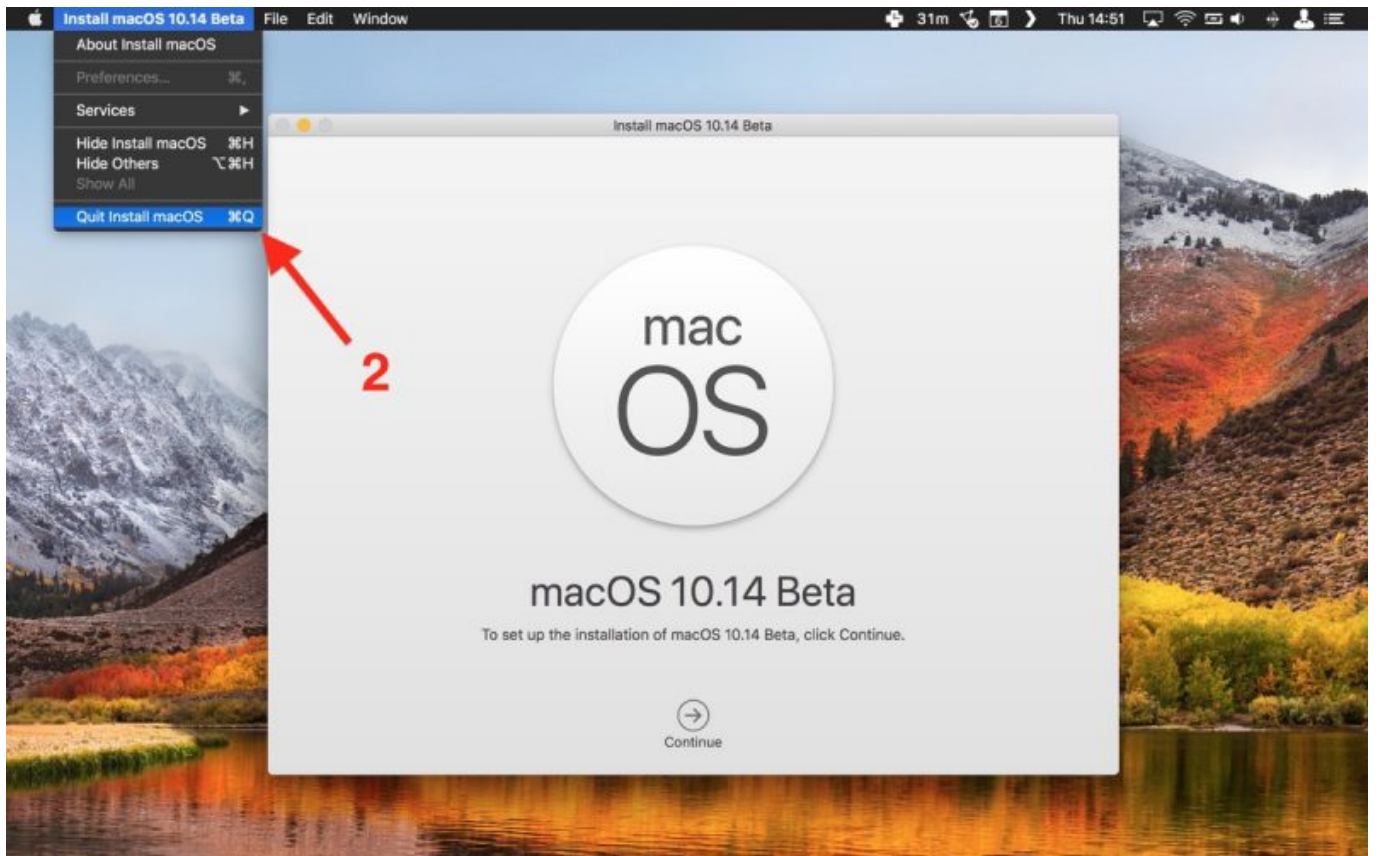 Install macOS 10.14 Beta File Edit Window 31m 6 Thu 14:51
About Install macOS
Preferences... ⌘,
Services ▶
Hide Install macOS ⌘H
Hide Others ⌥⌘H
Show All
Quit Install macOS ⌘Q
Install macOS 10.14 Beta
2
mac
OS
macOS 10.14 Beta
To set up the installation of macOS 10.14 Beta, click Continue.
Continue